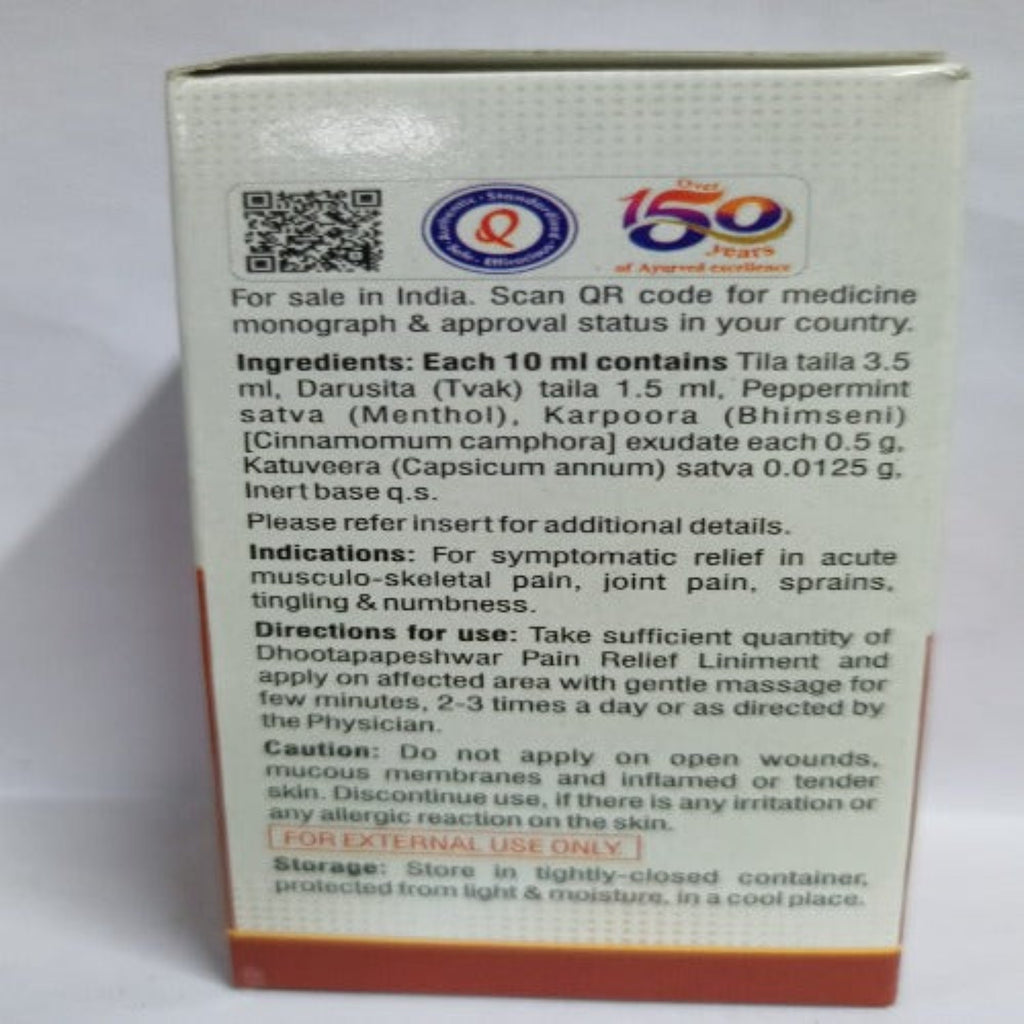 Authentic · Standardized · Safe · Efficacious
Over
150
Years
of Ayurved excellence
For sale in India. Scan QR code for medicine
monograph & approval status in your country.
Ingredients: Each 10 ml contains Tila taila 3.5
ml, Darusita (Tvak) taila 1.5 ml, Peppermint
satva (Menthol), Karpoora (Bhimseni)
[Cinnamomum camphora] exudate each 0.5 g,
Katuveera (Capsicum annum) satva 0.0125 g,
Inert base q.s.
Please refer insert for additional details.
Indications: For symptomatic relief in acute
musculo-skeletal pain, joint pain, sprains,
tingling & numbness.
Directions for use: Take sufficient quantity of
Dhootapapeshwar Pain Relief Liniment and
apply on affected area with gentle massage for
few minutes, 2-3 times a day or as directed by
the Physician.
Caution: Do not apply on open wounds,
mucous membranes and inflamed or tender
skin. Discontinue use, if there is any irritation or
any allergic reaction on the skin.
FOR EXTERNAL USE ONLY.
Storage: Store in tightly-closed container,
protected from light & moisture, in a cool place.